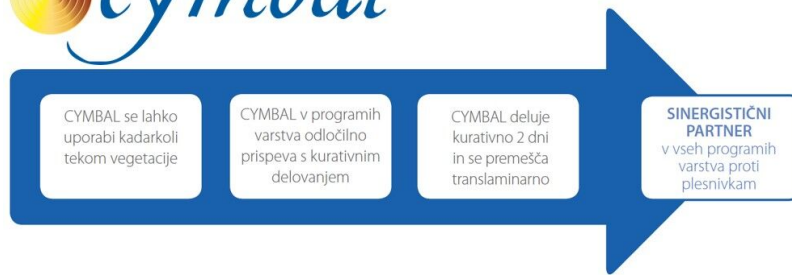 cymbal
CYMBAL se lahko
uporabi kadarkoli
tekom vegetacije
CYMBAL v programih
varstva odločilno
prispeva s kurativnim
delovanjem
CYMBAL deluje
kurativno 2 dni
in se premešča
translaminarno
SINERGISTIČNI
PARTNER
v vseh programih
varstva proti
plesnivkam